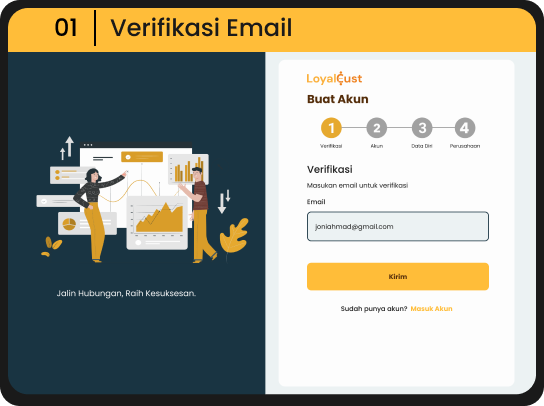 01 Verifikasi Email
LoyalCust
Buat Akun
1 2 3 4
Verifikasi Akun Data Diri Perusahaan
Verifikasi
Masukan email untuk verifikasi
Email
joniahmad@gmail.com
Kirim
Sudah punya akun? Masuk Akun
Jalin Hubungan, Raih Kesuksesan.